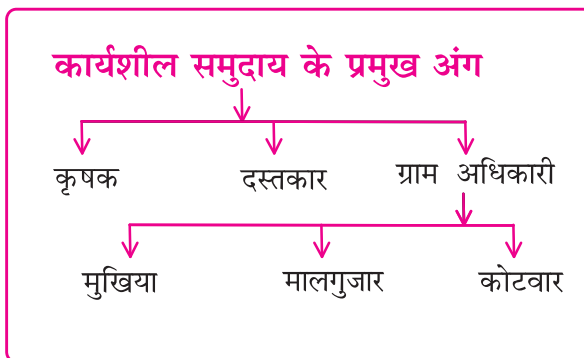 कार्यशील समुदाय के प्रमुख अंग
कृषक दस्तकार ग्राम अधिकारी
मुखिया मालगुजार कोटवार